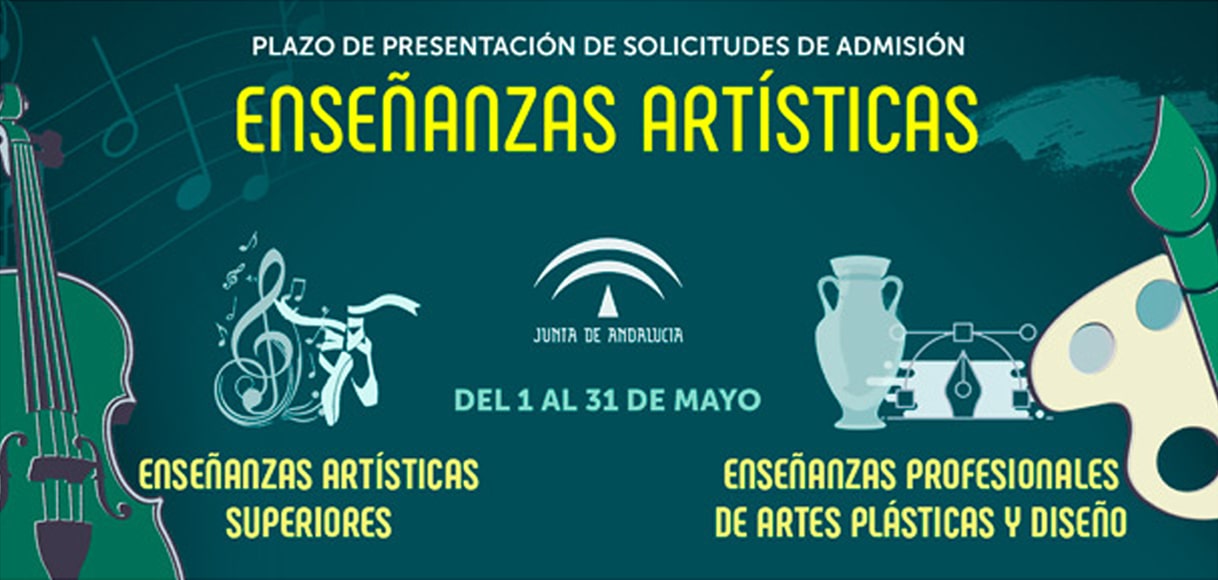 PLAZO DE PRESENTACIÓN DE SOLICITUDES DE ADMISIÓN
ENSEÑANZAS ARTÍSTICAS
JUNTA DE ANDALUCIA
DEL 1 AL 31 DE MAYO
ENSEÑANZAS ARTÍSTICAS
SUPERIORES
ENSEÑANZAS PROFESIONALES
DE ARTES PLÁSTICAS Y DISEÑO